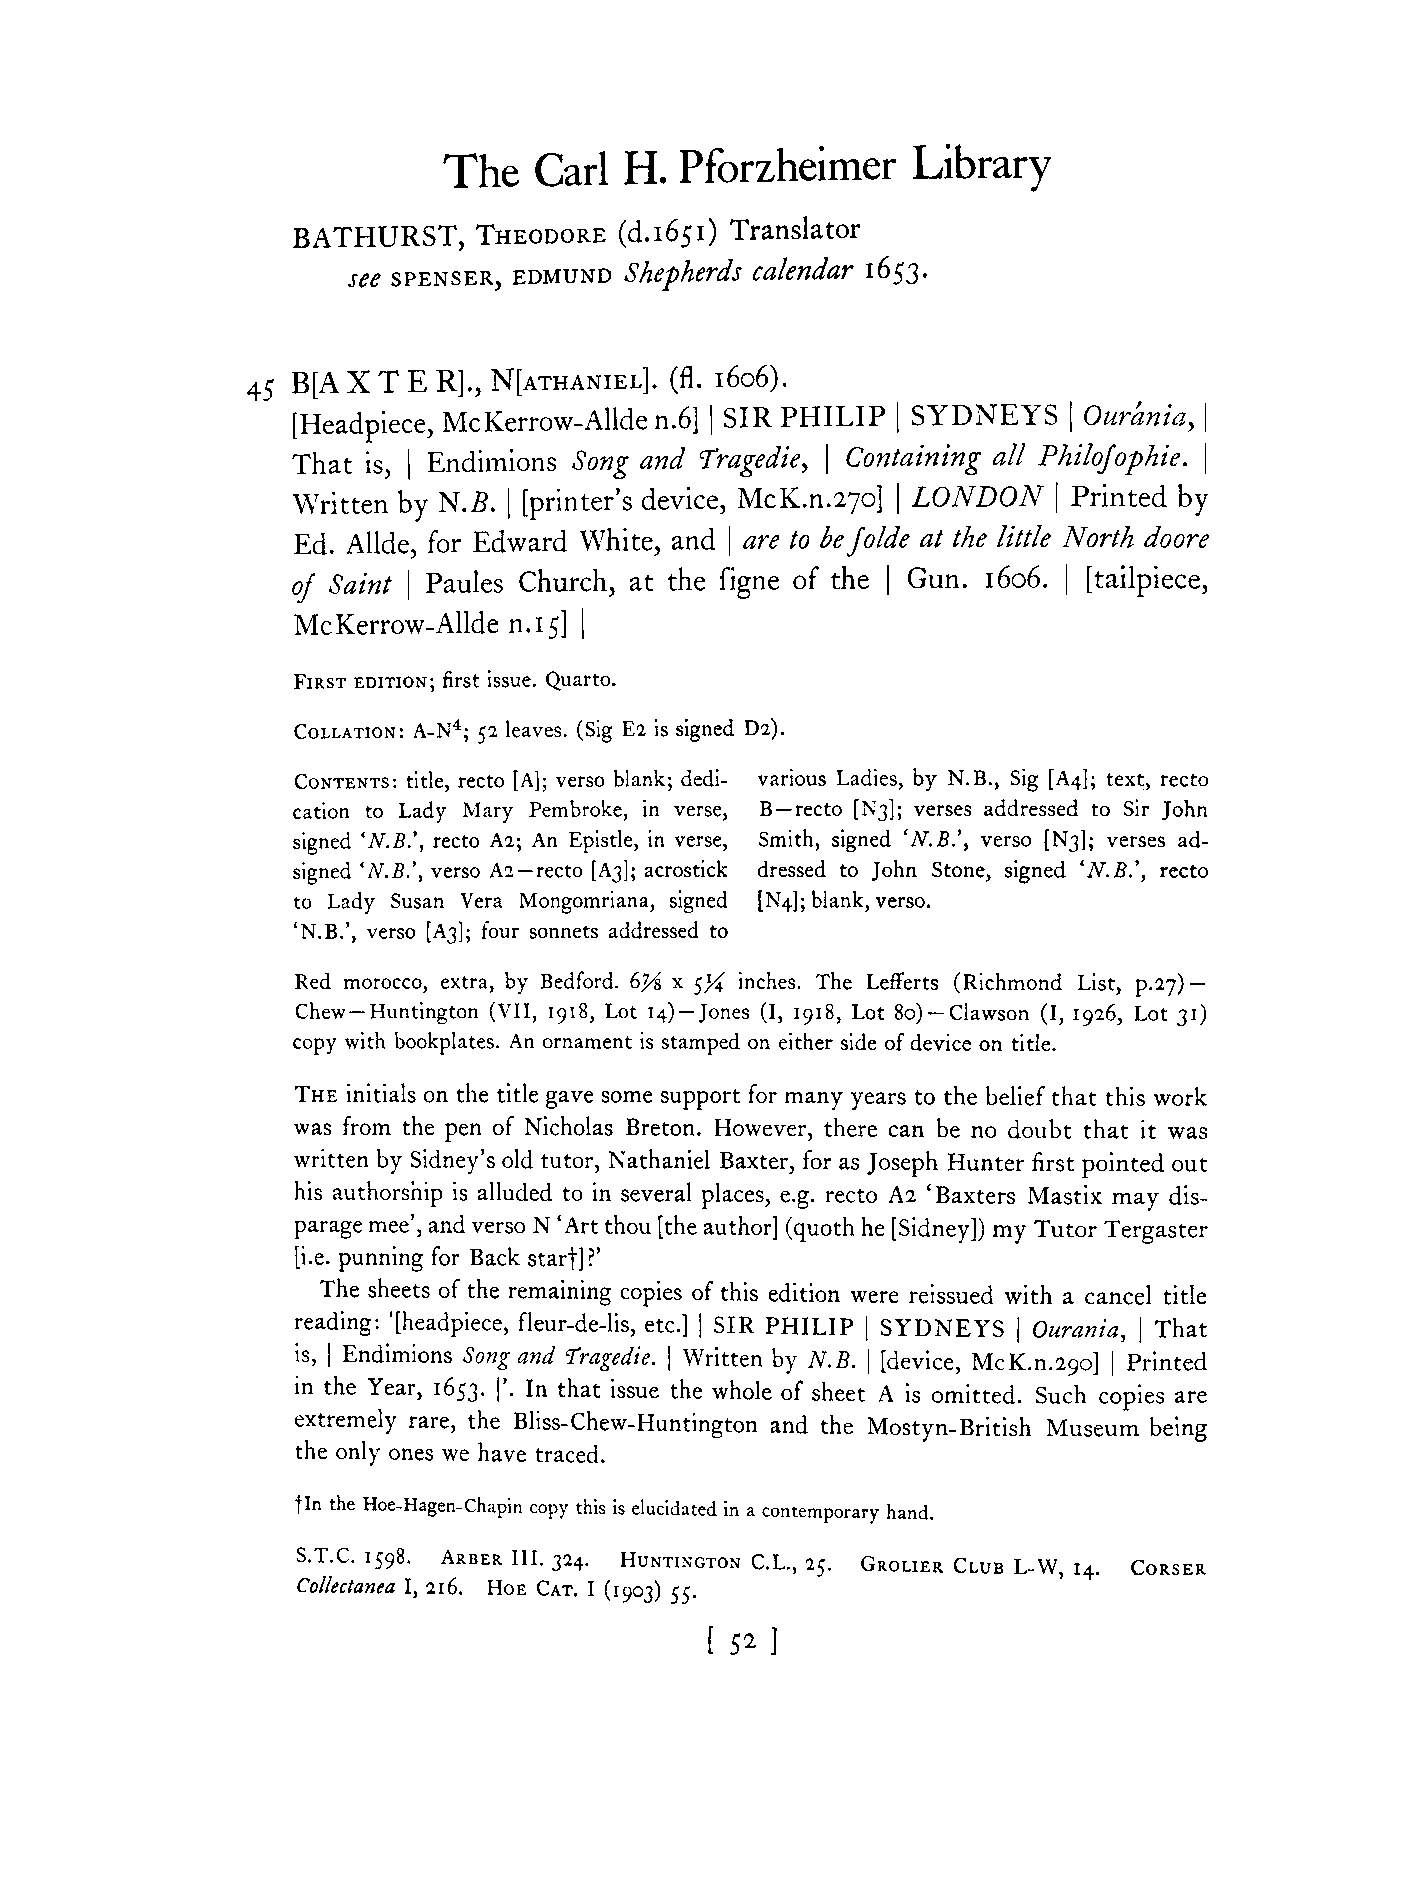 The Carl H. Pforzheimer Library
BATHURST, THEODORE (d.1651) Translator
see SPENSER, EDMUND Shepherds calendar 1653.
45 B[AXTER]., N[ATHANIEL]. (fl. 1606).
[Headpiece, McKerrow-Allde n.6] | SIR PHILIP | SYDNEYS | Ouránia, |
That is, | Endimions Song and Tragedie, | Containing all Philoſophie. |
Written by N.B. | [printer's device, McK.n.270] | LONDON | Printed by
Ed. Allde, for Edward White, and | are to be ſolde at the little North doore
of Saint | Paules Church, at the ſigne of the | Gun. 1606. | [tailpiece,
McKerrow-Allde n.15] |
FIRST EDITION; first issue. Quarto.
COLLATION: A-N⁴; 52 leaves. (Sig E2 is signed D2).
CONTENTS: title, recto [A]; verso blank; dedi-
cation to Lady Mary Pembroke, in verse,
signed 'N.B.', recto A2; An Epistle, in verse,
signed 'N.B.', verso A2—recto [A3]; acrostick
to Lady Susan Vera Mongomriana, signed
'N.B.', verso [A3]; four sonnets addressed to
various Ladies, by N.B., Sig [A4]; text, recto
B—recto [N3]; verses addressed to Sir John
Smith, signed 'N.B.', verso [N3]; verses ad-
dressed to John Stone, signed 'N.B.', recto
[N4]; blank, verso.
Red morocco, extra, by Bedford. 6⅞ x 5¼ inches. The Lefferts (Richmond List, p.27)—
Chew—Huntington (VII, 1918, Lot 14)—Jones (I, 1918, Lot 80)—Clawson (I, 1926, Lot 31)
copy with bookplates. An ornament is stamped on either side of device on title.
THE initials on the title gave some support for many years to the belief that this work
was from the pen of Nicholas Breton. However, there can be no doubt that it was
written by Sidney's old tutor, Nathaniel Baxter, for as Joseph Hunter first pointed out
his authorship is alluded to in several places, e.g. recto A2 'Baxters Mastix may dis-
parage mee', and verso N 'Art thou [the author] (quoth he [Sidney]) my Tutor Tergaster
[i.e. punning for Back star†]?'
The sheets of the remaining copies of this edition were reissued with a cancel title
reading: '[headpiece, fleur-de-lis, etc.] | SIR PHILIP | SYDNEYS | Ourania, | That
is, | Endimions Song and Tragedie. | Written by N.B. | [device, McK.n.290] | Printed
in the Year, 1653. |'. In that issue the whole of sheet A is omitted. Such copies are
extremely rare, the Bliss-Chew-Huntington and the Mostyn-British Museum being
the only ones we have traced.
†In the Hoe-Hagen-Chapin copy this is elucidated in a contemporary hand.
S.T.C. 1598. ARBER III. 324. HUNTINGTON C.L., 25. GROLIER CLUB L-W, 14. CORSER
Collectanea I, 216. HOE CAT. I (1903) 55.
[ 52 ]